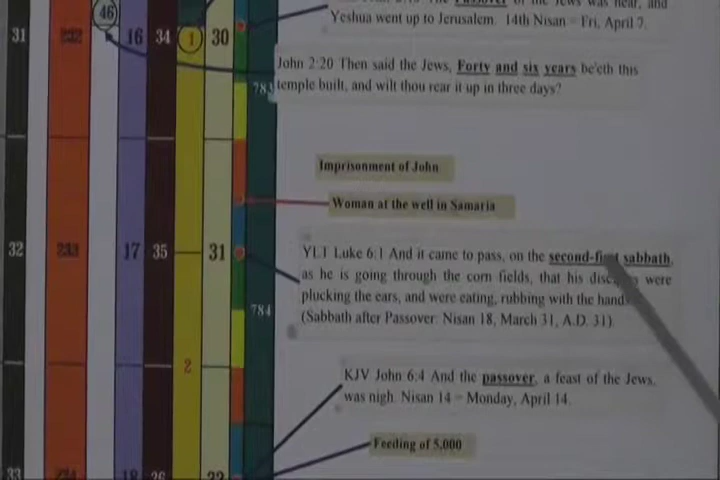 Yeshua went up to Jerusalem. 14th Nisan = Fri, April 7.
46
31
16
34
1
30
John 2:20 Then said the Jews, Forty and six years be'eth this
temple built, and wilt thou rear it up in three days?
Imprisonment of John
Woman at the well in Samaria
32
233
17
35
31
YLT Luke 6:1 And it came to pass, on the second-first sabbath,
as he is going through the corn fields, that his were
plucking the ears, and were eating, rubbing with the hand
(Sabbath after Passover: Nisan 18, March 31, A.D. 31)
784
2
KJV John 6:4 And the passover, a feast of the Jews,
was nigh. Nisan 14 = Monday, April 14.
Feeding of 5,000
33